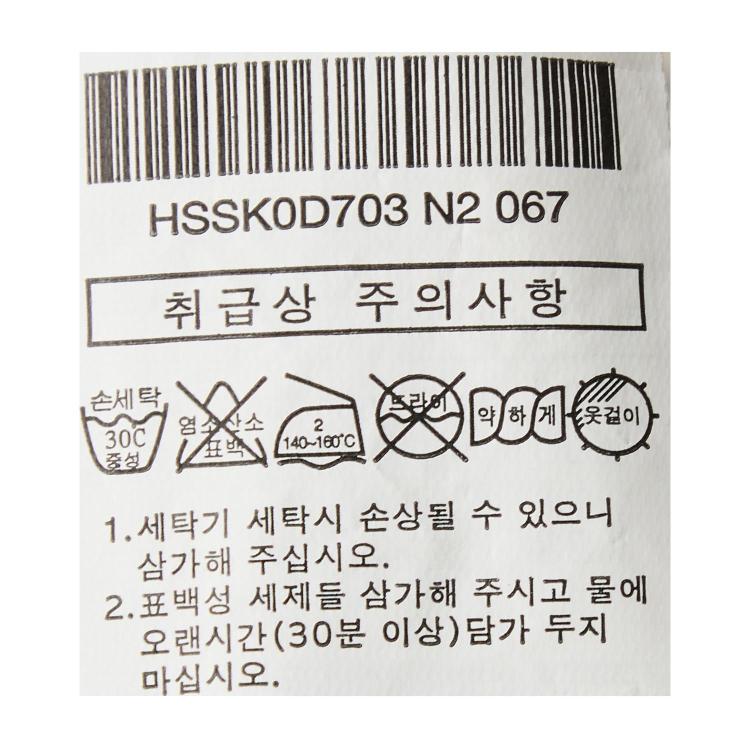 HSSK0D703 N2 067
취급상 주의사항
손세탁
30C
중성
염소산소
표백
2
140~160℃
드라이
약하게
옷걸이
1.세탁기 세탁시 손상될 수 있으니
삼가해 주십시오.
2.표백성 세제들 삼가해 주시고 물에
오랜시간(30분 이상)담가 두지
마십시오.